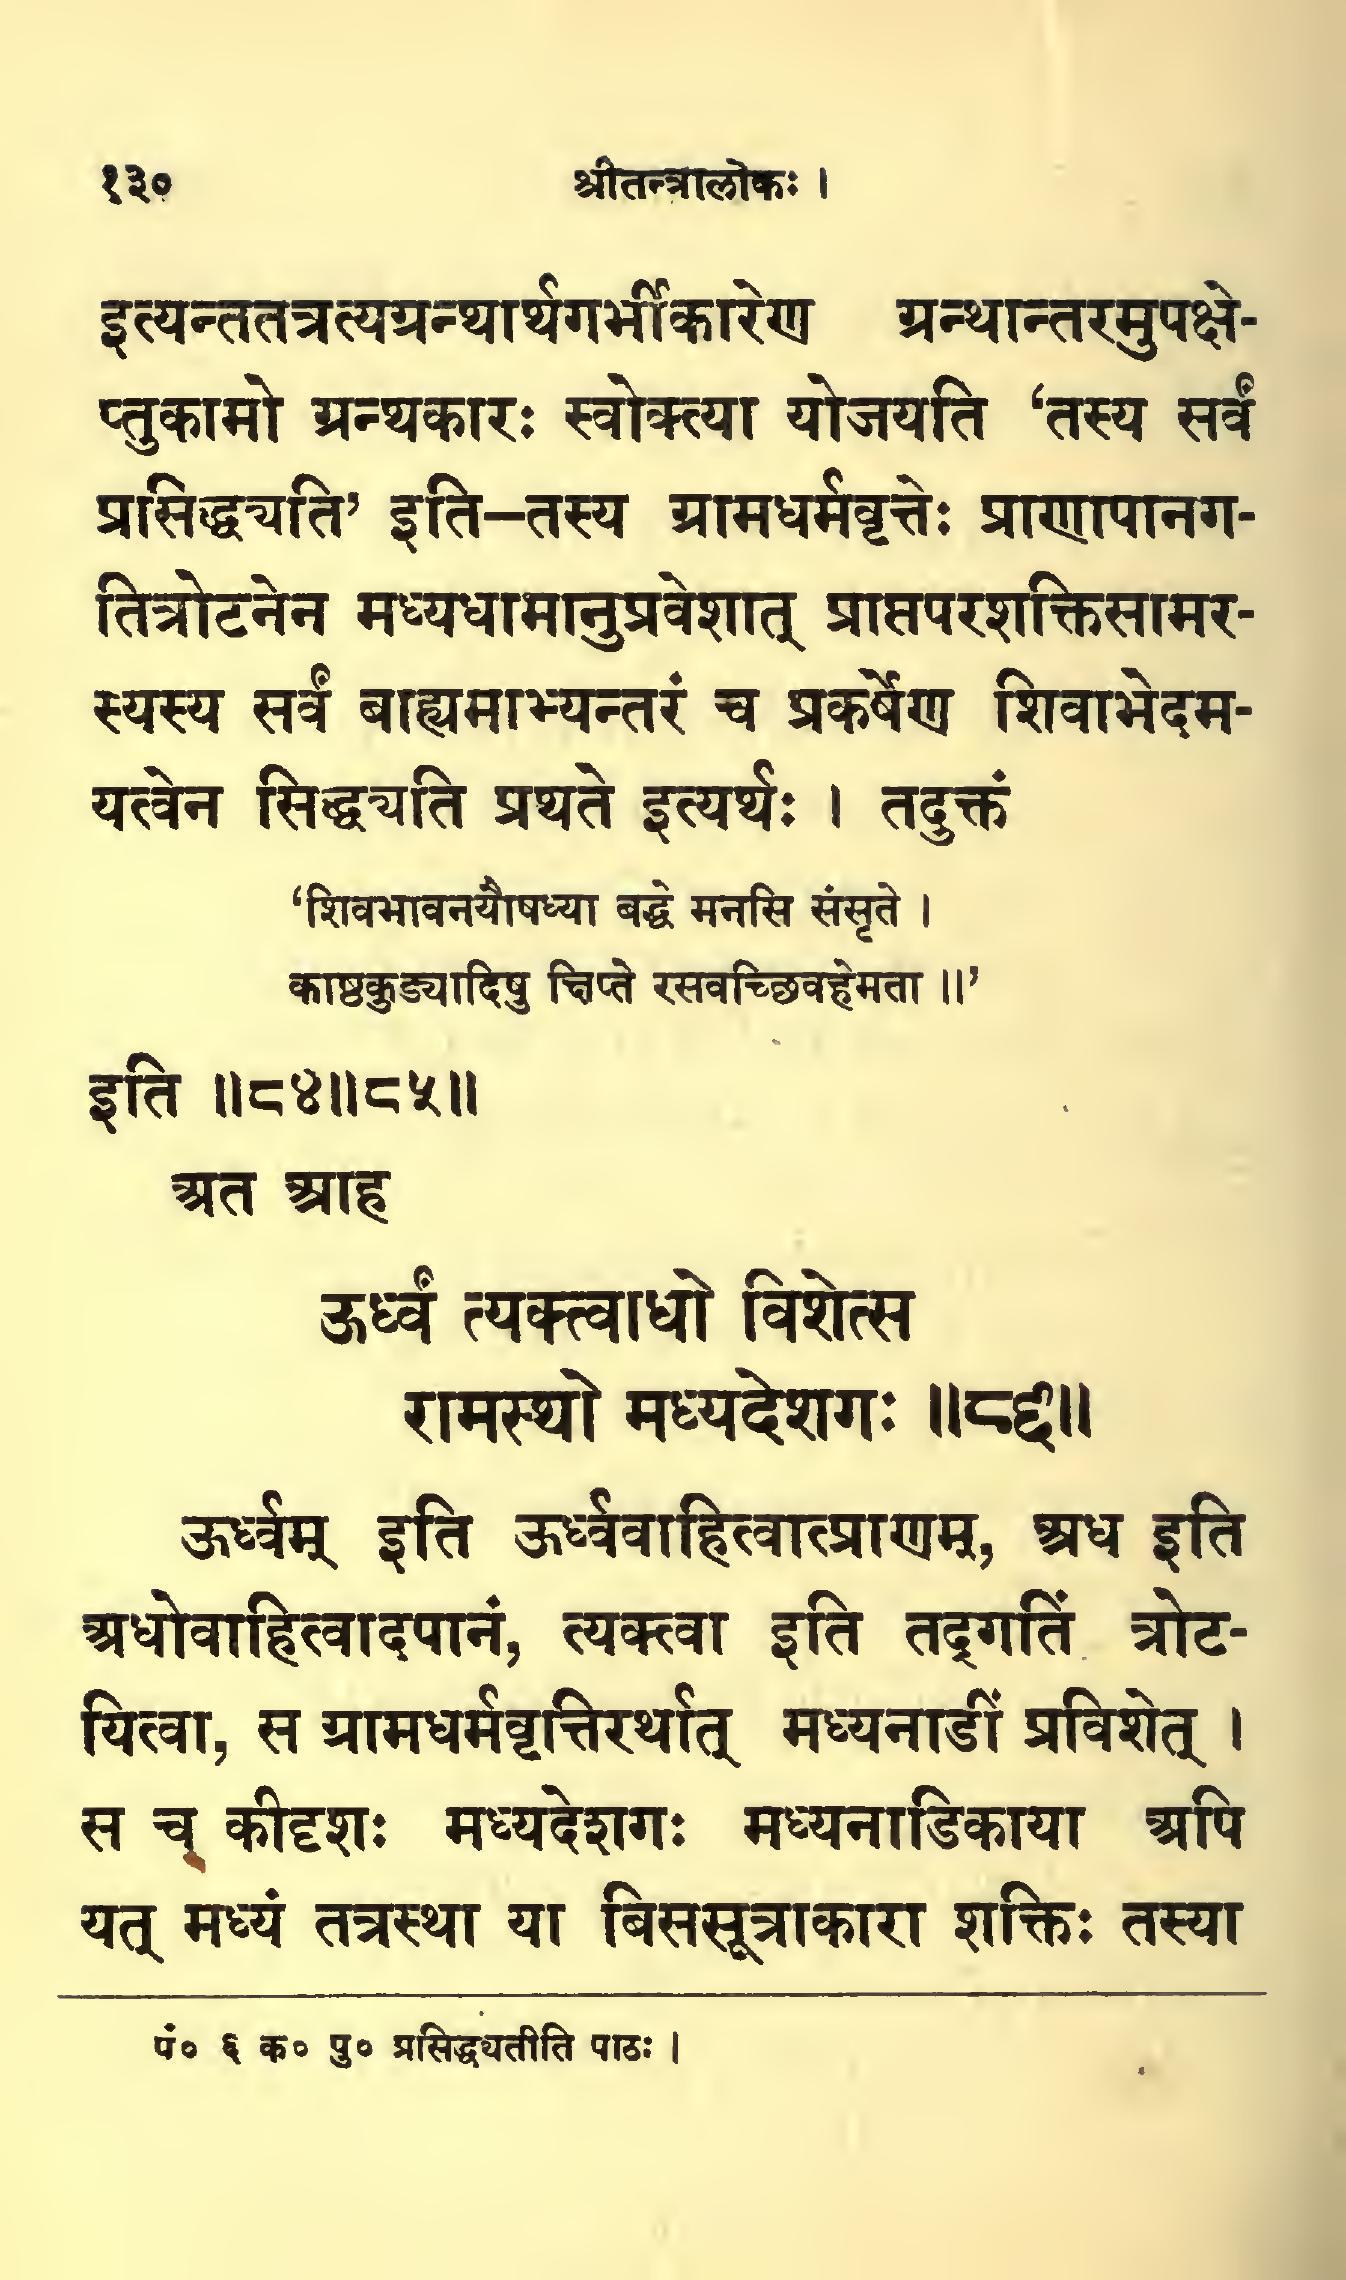 १३० श्रीतन्त्रालोकः ।
इत्यन्ततत्रत्यग्रन्थार्थगर्भीकारेण ग्रन्थान्तरमुपक्षे-
प्तुकामो ग्रन्थकारः स्वोक्त्या योजयति ‘तस्य सर्वं
प्रसिद्ध्यति’ इति—तस्य ग्रामधर्मवृत्तेः प्राणापानग-
तित्रोटनेन मध्यधामानुप्रवेशात् प्राप्तपरशक्तिसामर-
स्यस्य सर्वं बाह्यमाभ्यन्तरं च प्रकर्षेण शिवाभेदम-
यत्वेन सिद्ध्यति प्रथते इत्यर्थः । तदुक्तं
‘शिवभावनयौषध्या बद्धे मनसि संसृते ।
काष्ठकुड्यादिषु क्षिप्ते रसवच्छिवहेमता ॥’
इति ॥८४॥८५॥
अत आह
ऊर्ध्वं त्यक्त्वाधो विशेत्स
रामस्थो मध्यदेशगः ॥८६॥
ऊर्ध्वम् इति ऊर्ध्ववाहित्वात्प्राणम्, अध इति
अधोवाहित्वादपानं, त्यक्त्वा इति तद्गतिं त्रोट-
यित्वा, स ग्रामधर्मवृत्तिरर्थात् मध्यनाडीं प्रविशेत् ।
स च कीदृशः मध्यदेशगः मध्यनाडिकाया अपि
यत् मध्यं तत्रस्था या बिससूत्राकारा शक्तिः तस्या
पं० ६ क० पु० प्रसिद्ध्यतीति पाठः ।